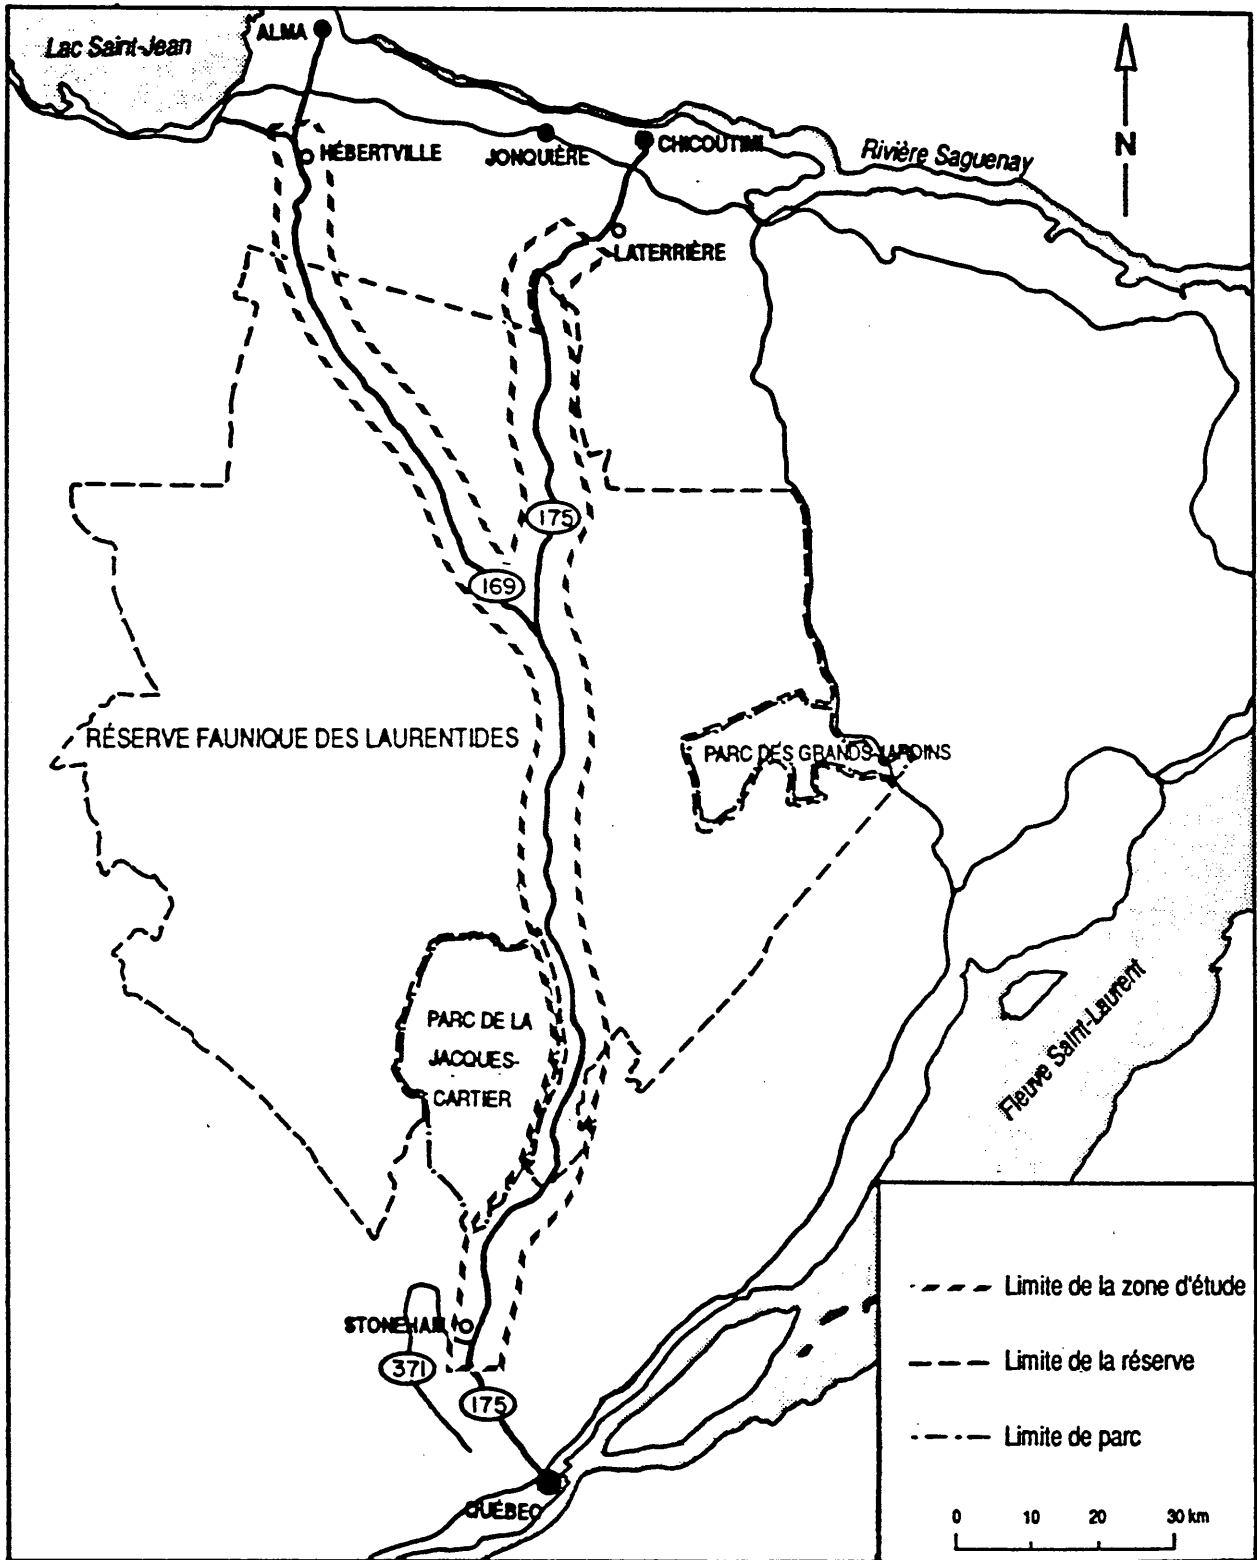 ALMA
Lac Saint-Jean
HÉBERTVILLE
JONQUIÈRE
CHICOUTIMI
Rivière Saguenay
N
LATERRIÈRE
175
169
RÉSERVE FAUNIQUE DES LAURENTIDES
PARC DES GRANDS-JARDINS
PARC DE LA
JACQUES-
CARTIER
Fleuve Saint-Laurent
STONEHAM
371
175
QUÉBEC
Limite de la zone d'étude
Limite de la réserve
Limite de parc
0 10 20 30 km